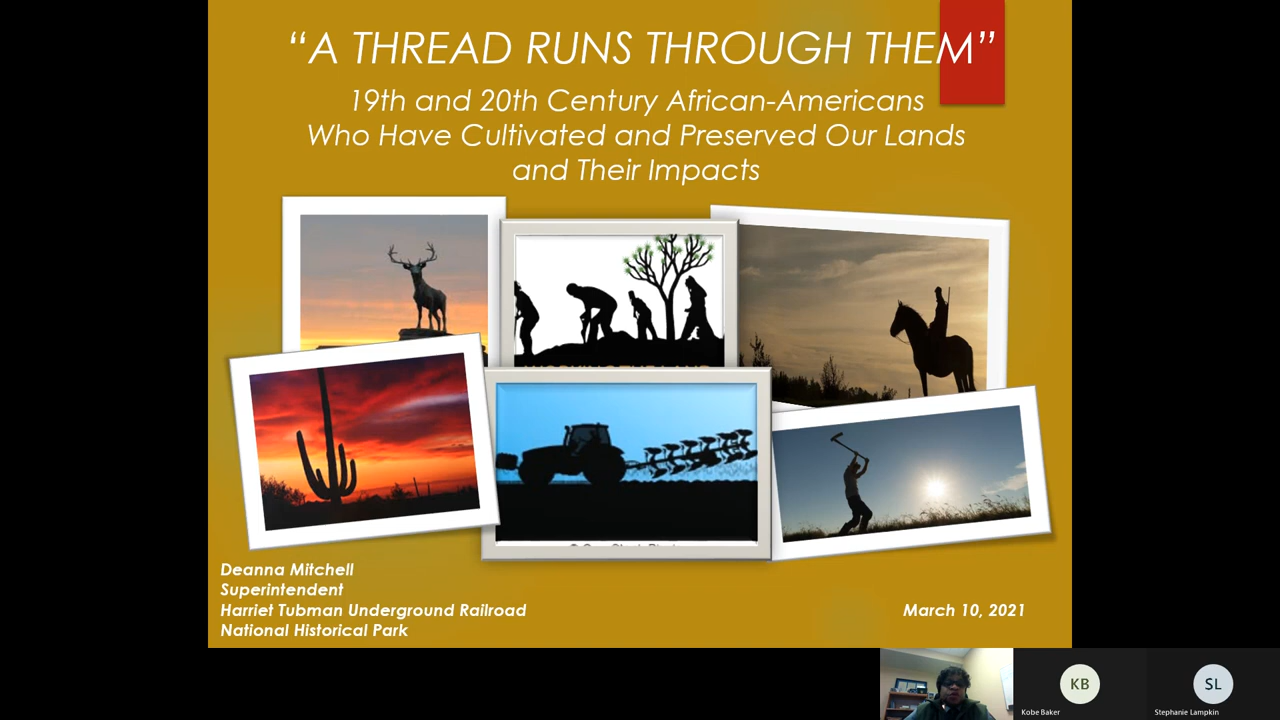 “A THREAD RUNS THROUGH THEM”
19th and 20th Century African-Americans
Who Have Cultivated and Preserved Our Lands
and Their Impacts
Deanna Mitchell
Superintendent
Harriet Tubman Underground Railroad
National Historical Park
March 10, 2021
KB
Kobe Baker
SL
Stephanie Lampkin